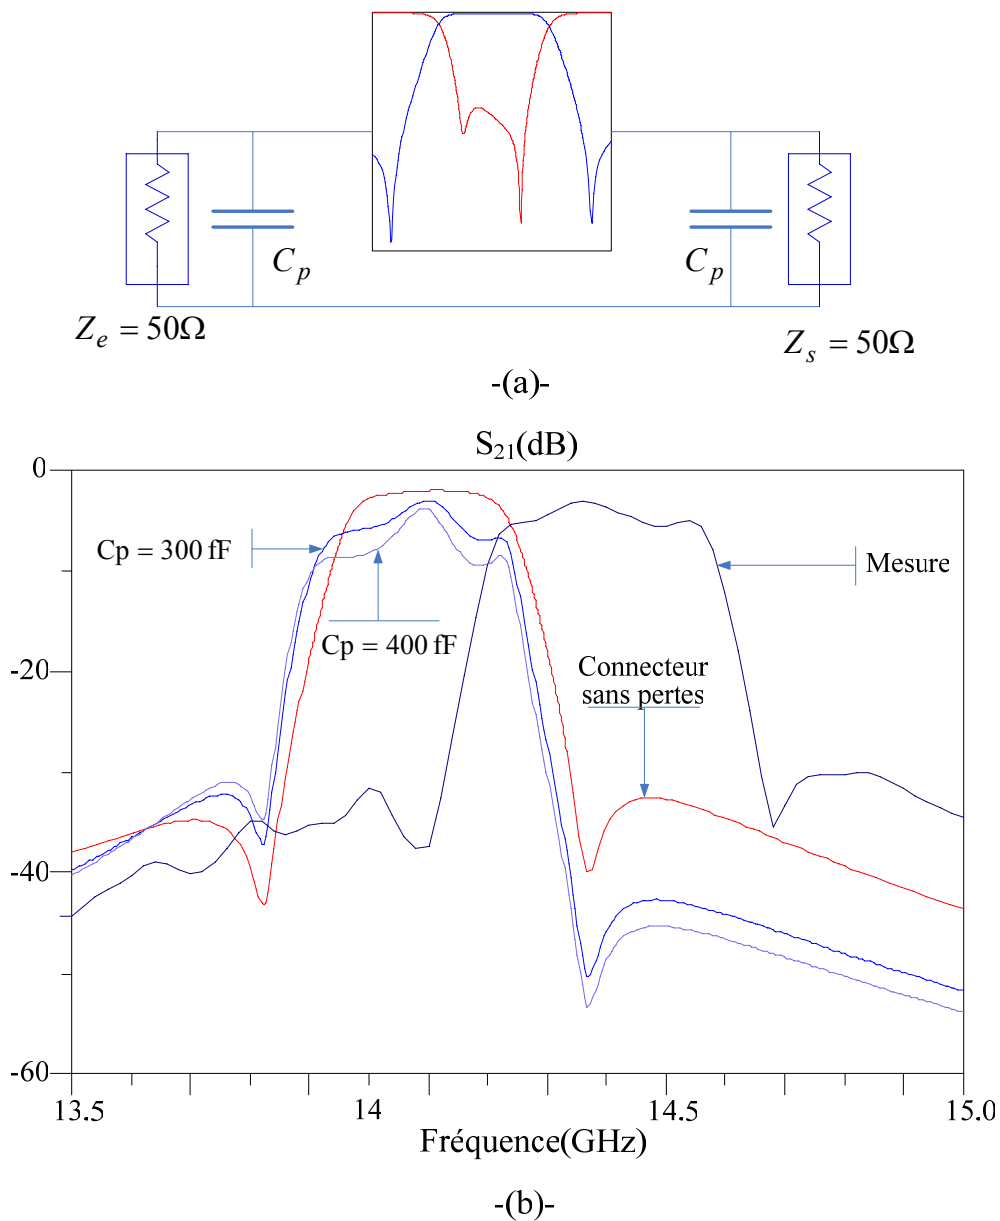 C_p
C_p
Z_e = 50Ω
Z_s = 50Ω
-(a)-
S₂₁(dB)
0
Cp = 300 fF
Mesure
Cp = 400 fF
Connecteur
sans pertes
-20
-40
-60
13.5
14
14.5
15.0
Fréquence(GHz)
-(b)-